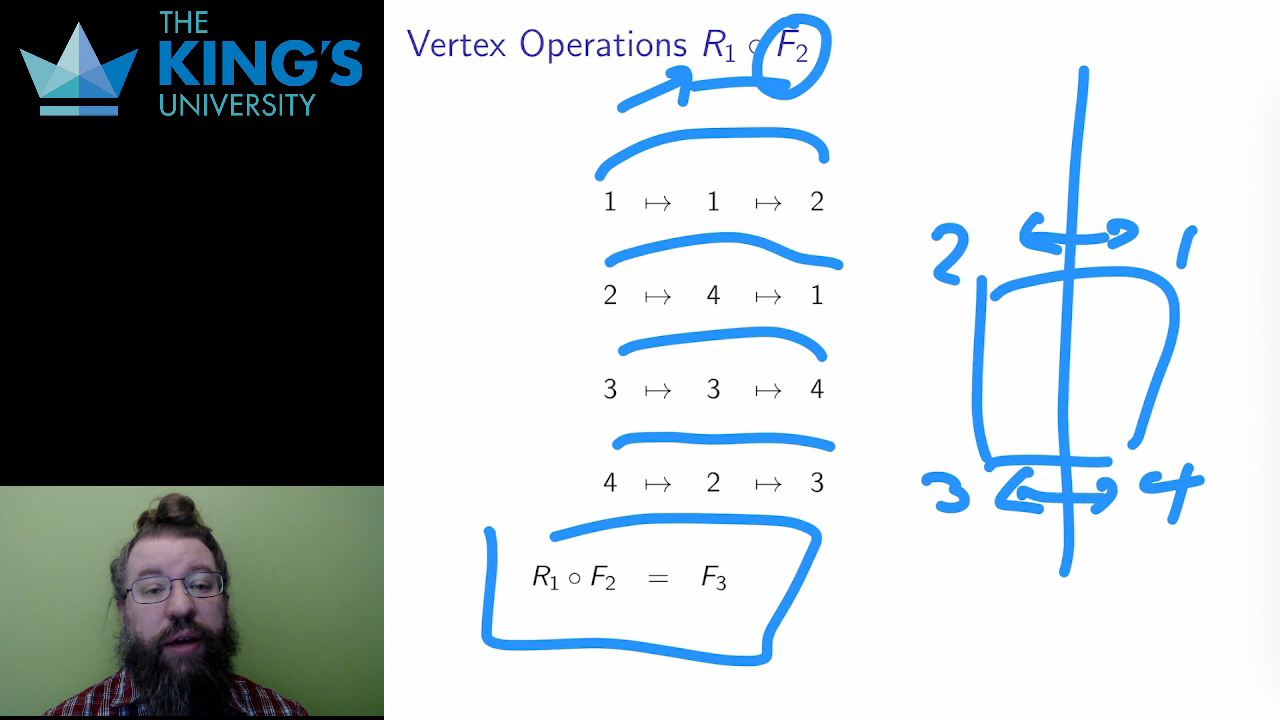 THE
KING'S
UNIVERSITY
Vertex Operations R₁ ∘ F₂
1 ↦ 1 ↦ 2
2 ↦ 4 ↦ 1
3 ↦ 3 ↦ 4
4 ↦ 2 ↦ 3
R₁ ∘ F₂ = F₃
2 1
3 4